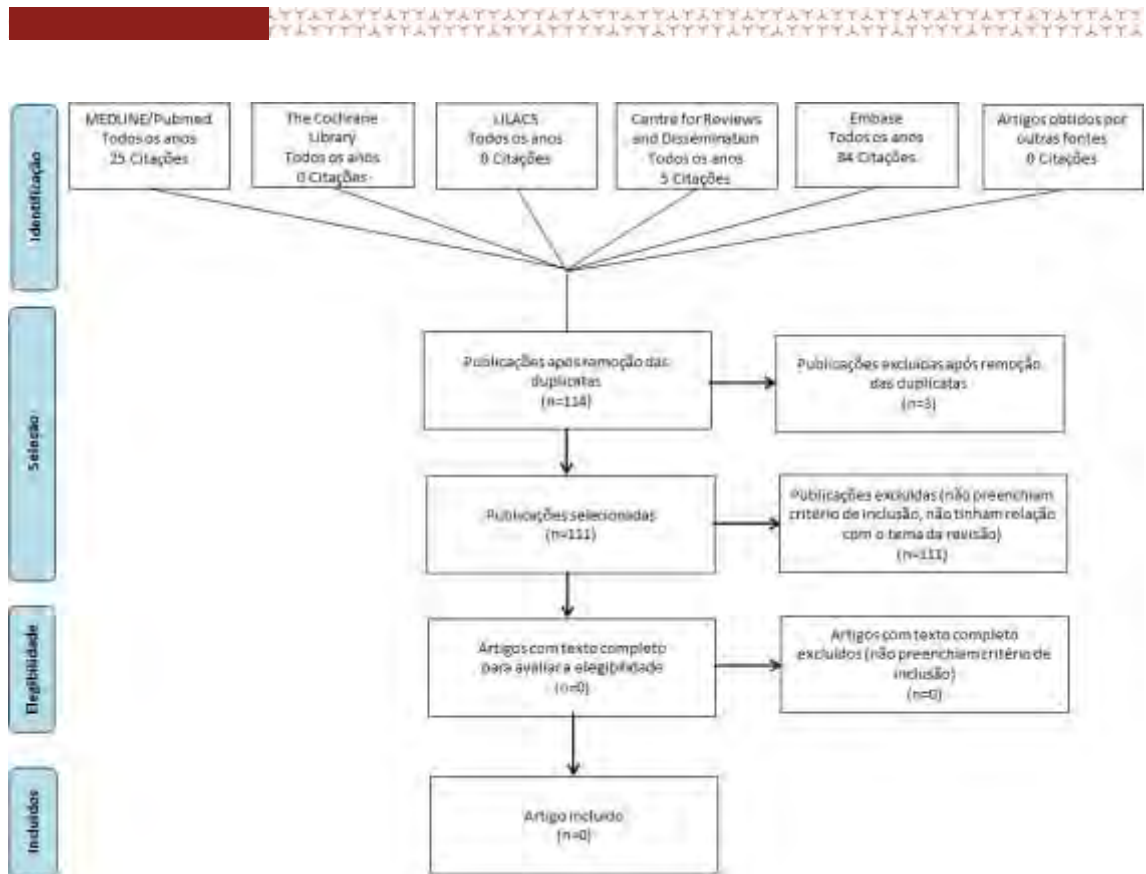 Identificação
MEDLINE/Pubmed
Todos os anos
25 Citações
The Cochrane
Library
Todos os anos
0 Citações
LILACS
Todos os anos
0 Citações
Centre for Reviews
and Dissemination
Todos os anos
5 Citações
Embase
Todos os anos
84 Citações
Artigos obtidos por
outras fontes
0 Citações
Seleção
Publicações após remoção das
duplicatas
(n=114)
Publicações excluídas após remoção
das duplicatas
(n=3)
Publicações selecionadas
(n=111)
Publicações excluídas (não preenchiam
critério de inclusão, não tinham relação
com o tema da revisão)
(n=111)
Elegibilidade
Artigos com texto completo
para avaliar a elegibilidade
(n=0)
Artigos com texto completo
excluídos (não preenchiam critério de
inclusão)
(n=0)
Incluídos
Artigo incluído
(n=0)